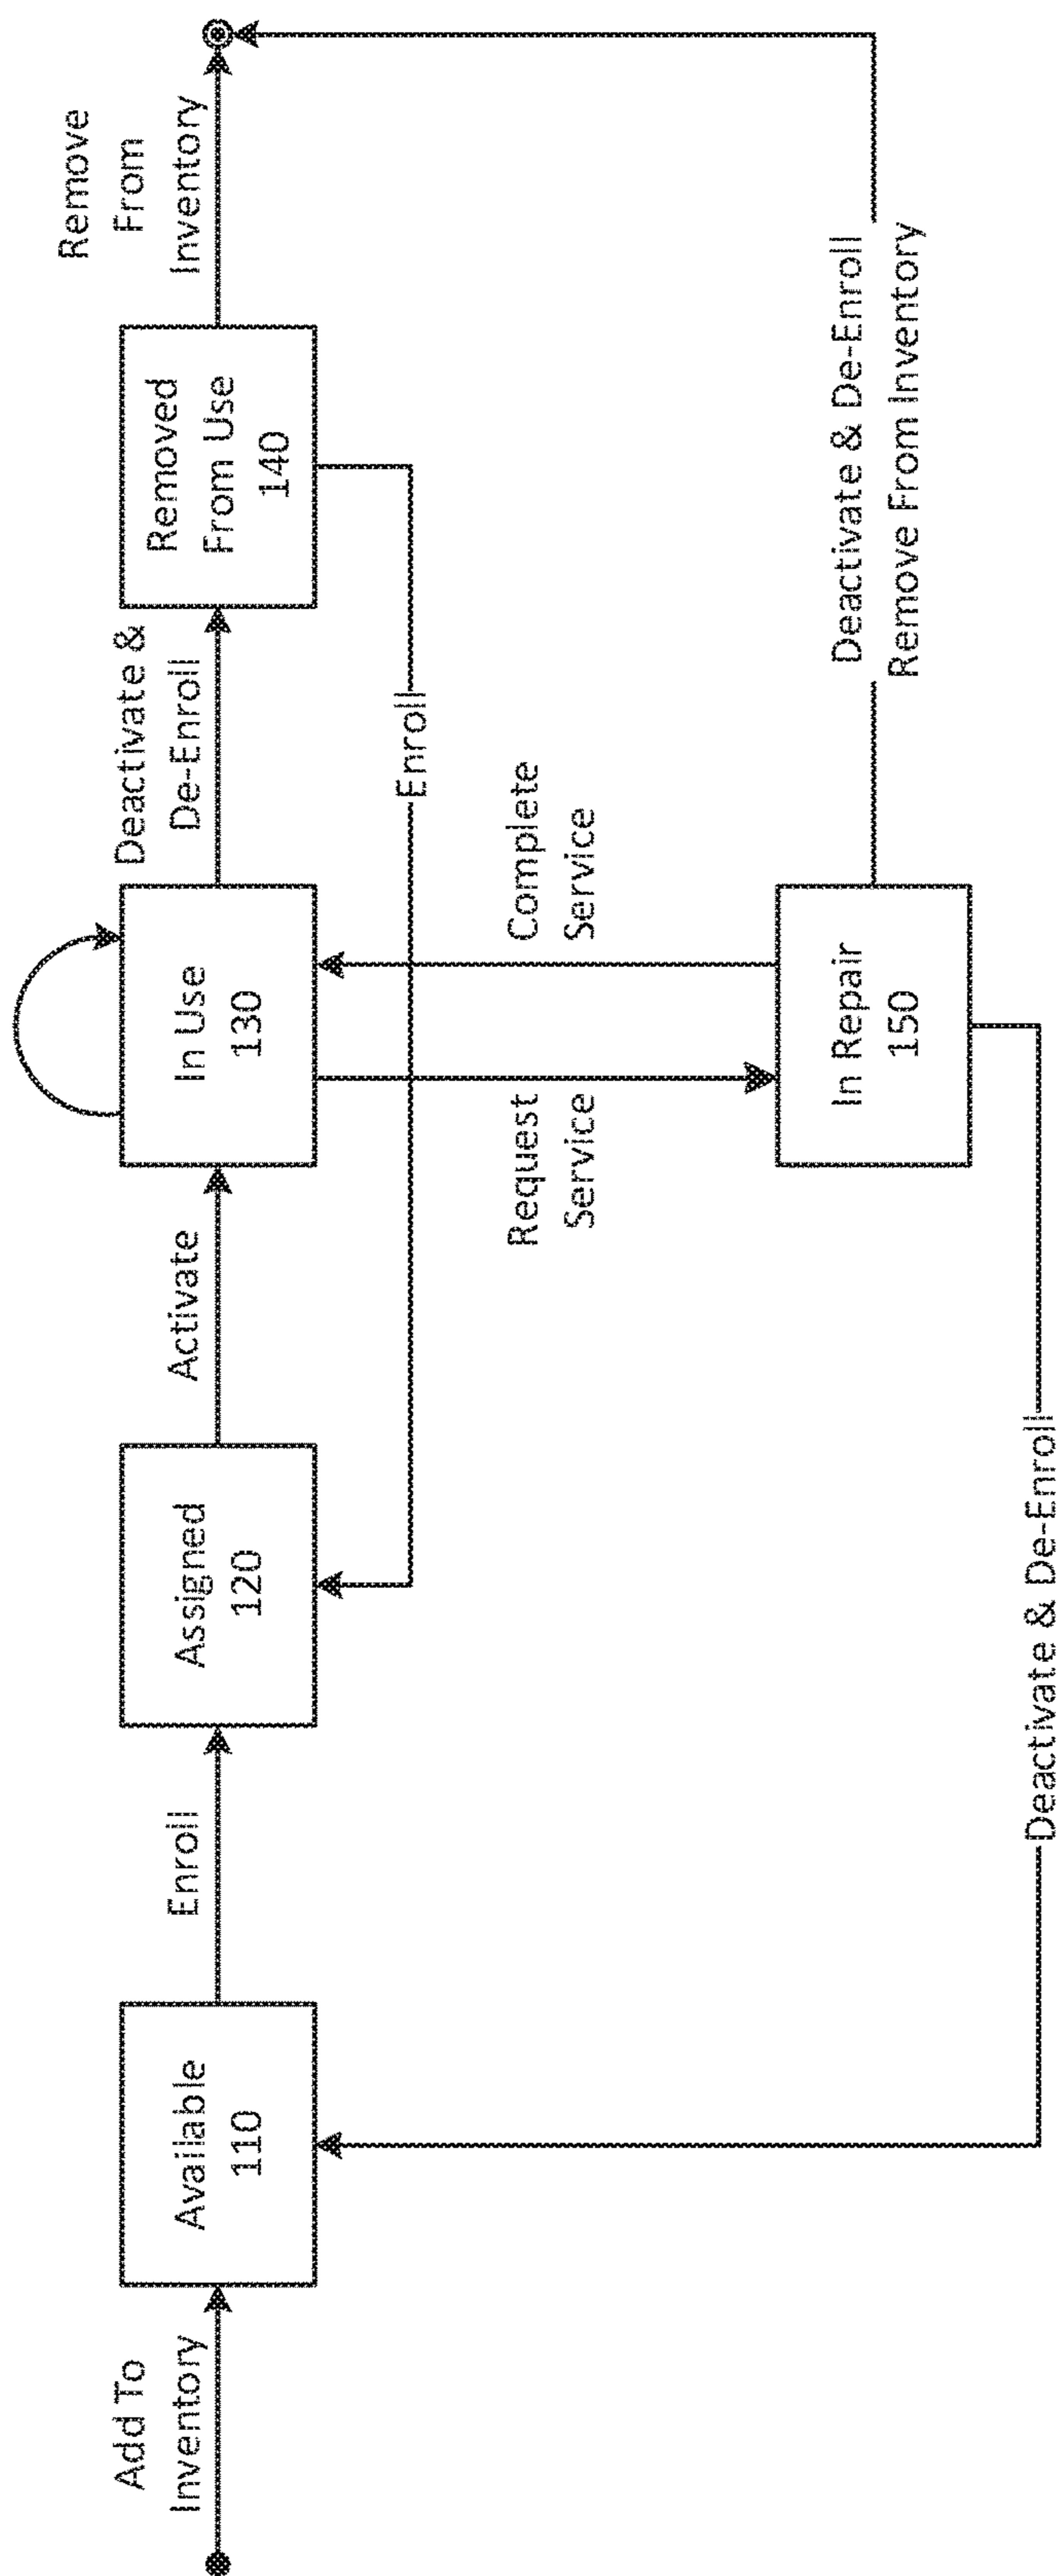 Add To
Inventory
Available
110
Enroll
Assigned
120
Activate
In Use
130
Deactivate &
De-Enroll
Removed
From Use
140
Remove
From
Inventory
Enroll
Request
Service
Complete
Service
In Repair
150
Deactivate & De-Enroll
Remove From Inventory
Deactivate & De-Enroll